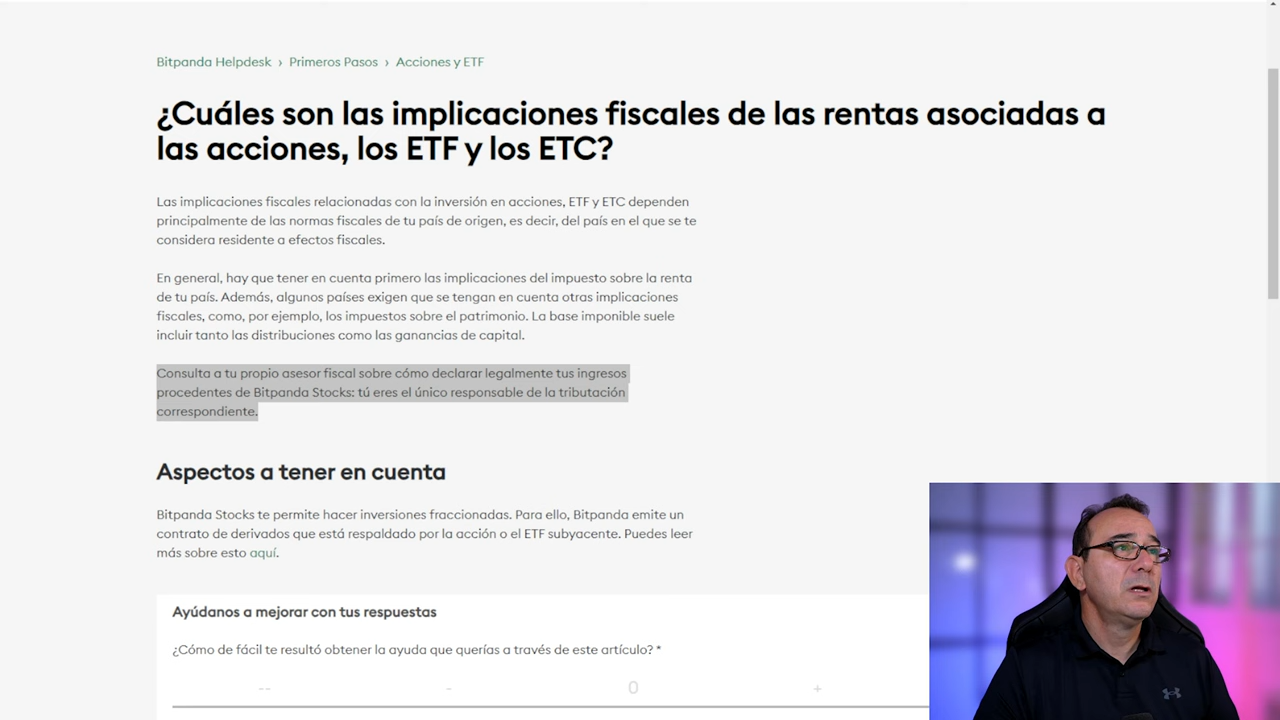 Bitpanda Helpdesk › Primeros Pasos › Acciones y ETF
¿Cuáles son las implicaciones fiscales de las rentas asociadas a
las acciones, los ETF y los ETC?
Las implicaciones fiscales relacionadas con la inversión en acciones, ETF y ETC dependen
principalmente de las normas fiscales de tu país de origen, es decir, del país en el que se te
considera residente a efectos fiscales.
En general, hay que tener en cuenta primero las implicaciones del impuesto sobre la renta
de tu país. Además, algunos países exigen que se tengan en cuenta otras implicaciones
fiscales, como, por ejemplo, los impuestos sobre el patrimonio. La base imponible suele
incluir tanto las distribuciones como las ganancias de capital.
Consulta a tu propio asesor fiscal sobre cómo declarar legalmente tus ingresos
procedentes de Bitpanda Stocks: tú eres el único responsable de la tributación
correspondiente.
Aspectos a tener en cuenta
Bitpanda Stocks te permite hacer inversiones fraccionadas. Para ello, Bitpanda emite un
contrato de derivados que está respaldado por la acción o el ETF subyacente. Puedes leer
más sobre esto aquí.
Ayúdanos a mejorar con tus respuestas
¿Cómo de fácil te resultó obtener la ayuda que querías a través de este artículo? *
-- - 0 +